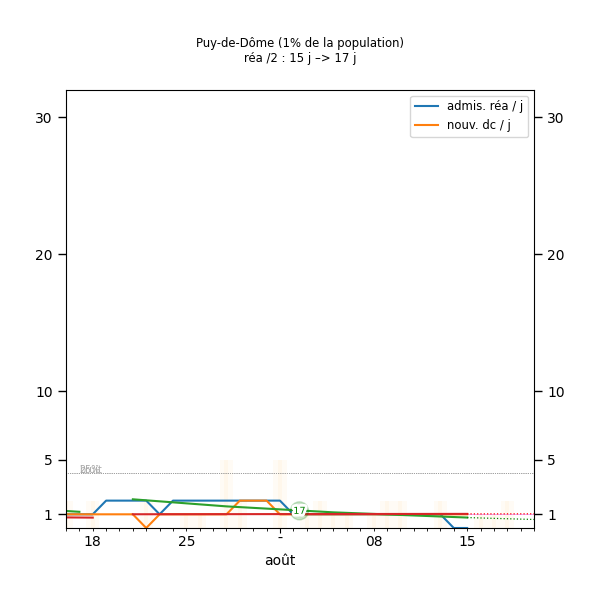 Puy-de-Dôme (1% de la population)
réa /2 : 15 j –> 17 j
admis. réa / j
nouv. dc / j
30 30
20 20
10 10
5 5
17
1 1
18 25 - 08 15
août